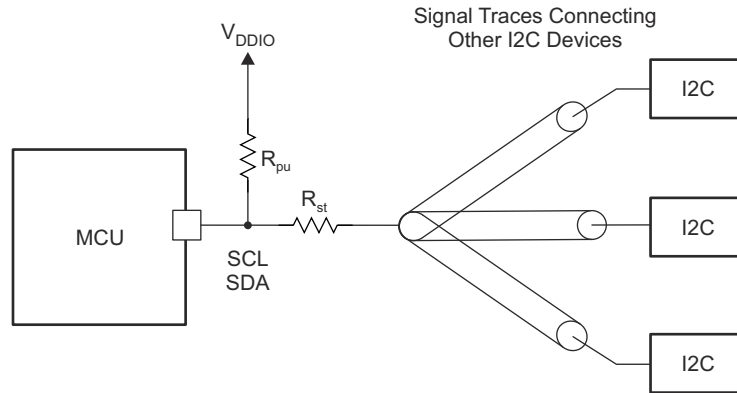 Signal Traces Connecting
Other I2C Devices
VDDIO
I2C
Rpu
Rst
MCU
I2C
SCL
SDA
I2C